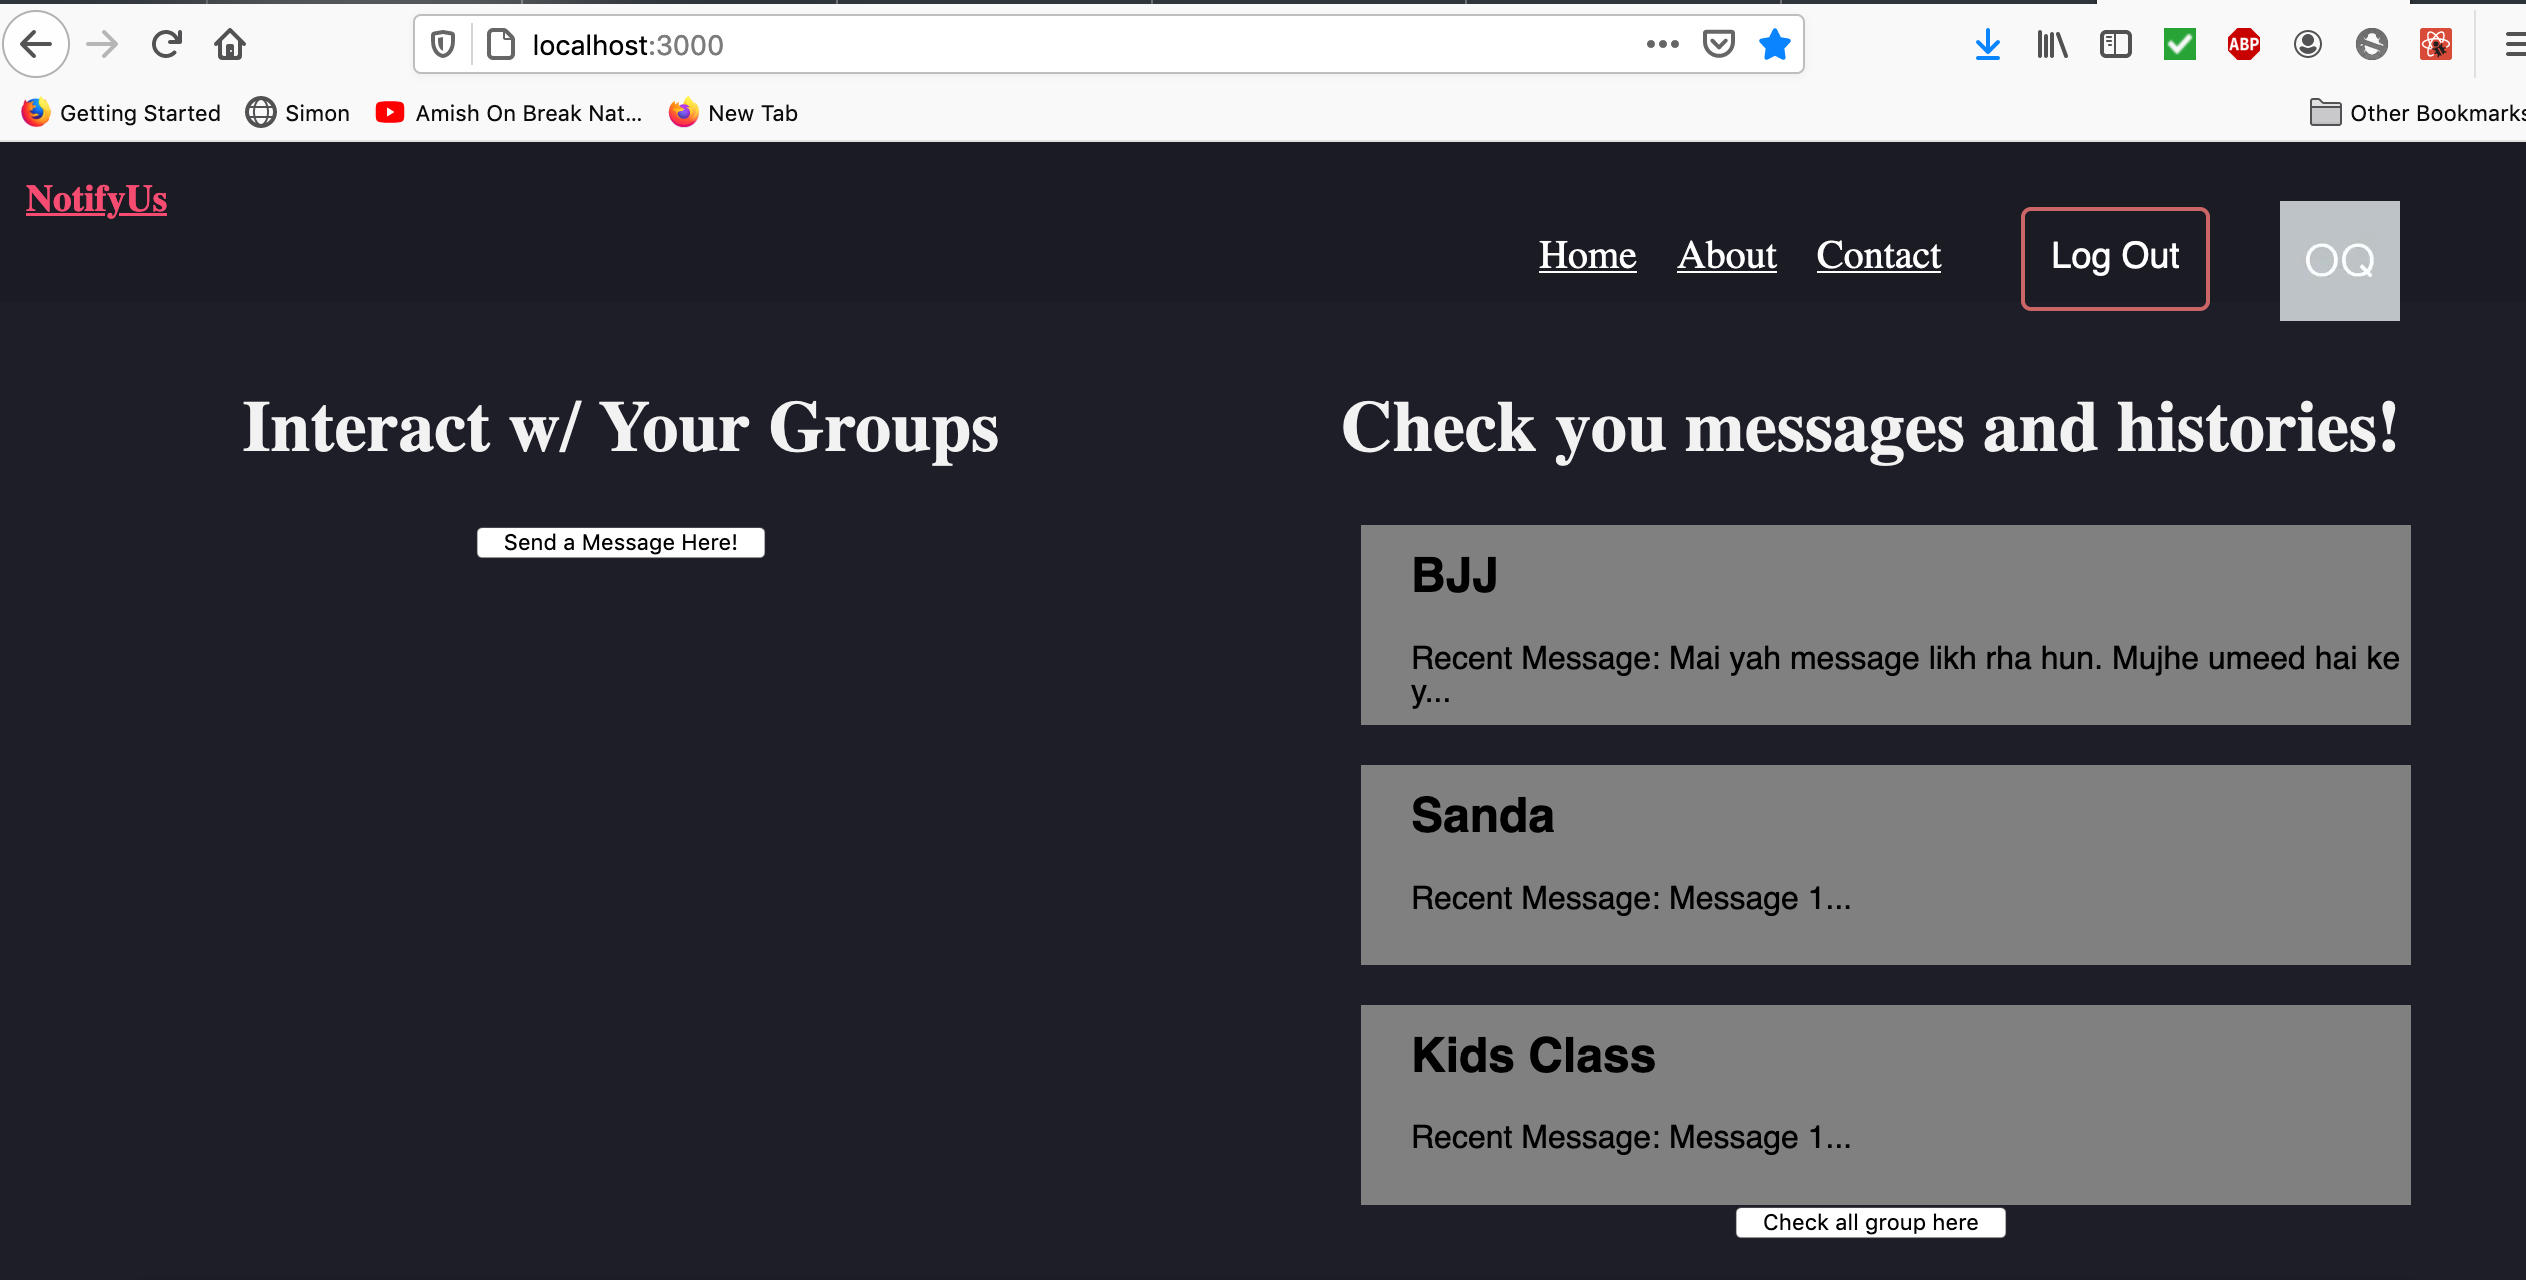 localhost:3000
ABP
Getting Started
Simon
Amish On Break Nat...
New Tab
Other Bookmarks
NotifyUs
Home
About
Contact
Log Out
OQ
Interact w/ Your Groups
Send a Message Here!
Check you messages and histories!
BJJ
Recent Message: Mai yah message likh rha hun. Mujhe umeed hai ke
y...
Sanda
Recent Message: Message 1...
Kids Class
Recent Message: Message 1...
Check all group here